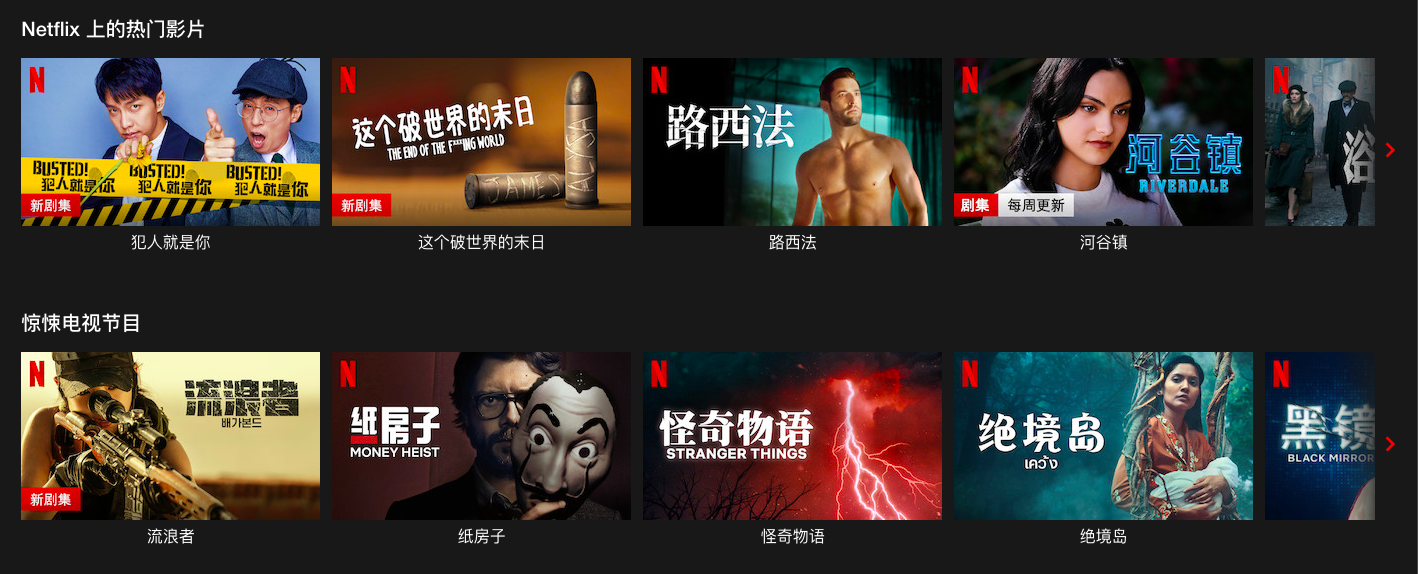 Netflix 上的热门影片
N
BUSTED! BUSTED! BUSTED!
犯人就是你 犯人就是你 犯人就是你
新剧集
犯人就是你
N
这个破世界的末日
THE END OF THE F***ING WORLD
JAMES
ALYSSA
新剧集
这个破世界的末日
N
路西法
路西法
N
河谷镇
RIVERDALE
剧集 每周更新
河谷镇
N
浴
惊悚电视节目
N
流浪者
배가본드
新剧集
流浪者
N
纸房子
MONEY HEIST
纸房子
N
怪奇物语
STRANGER THINGS
怪奇物语
N
绝境岛
เคว้ง
绝境岛
N
黑镜
BLACK MIRROR